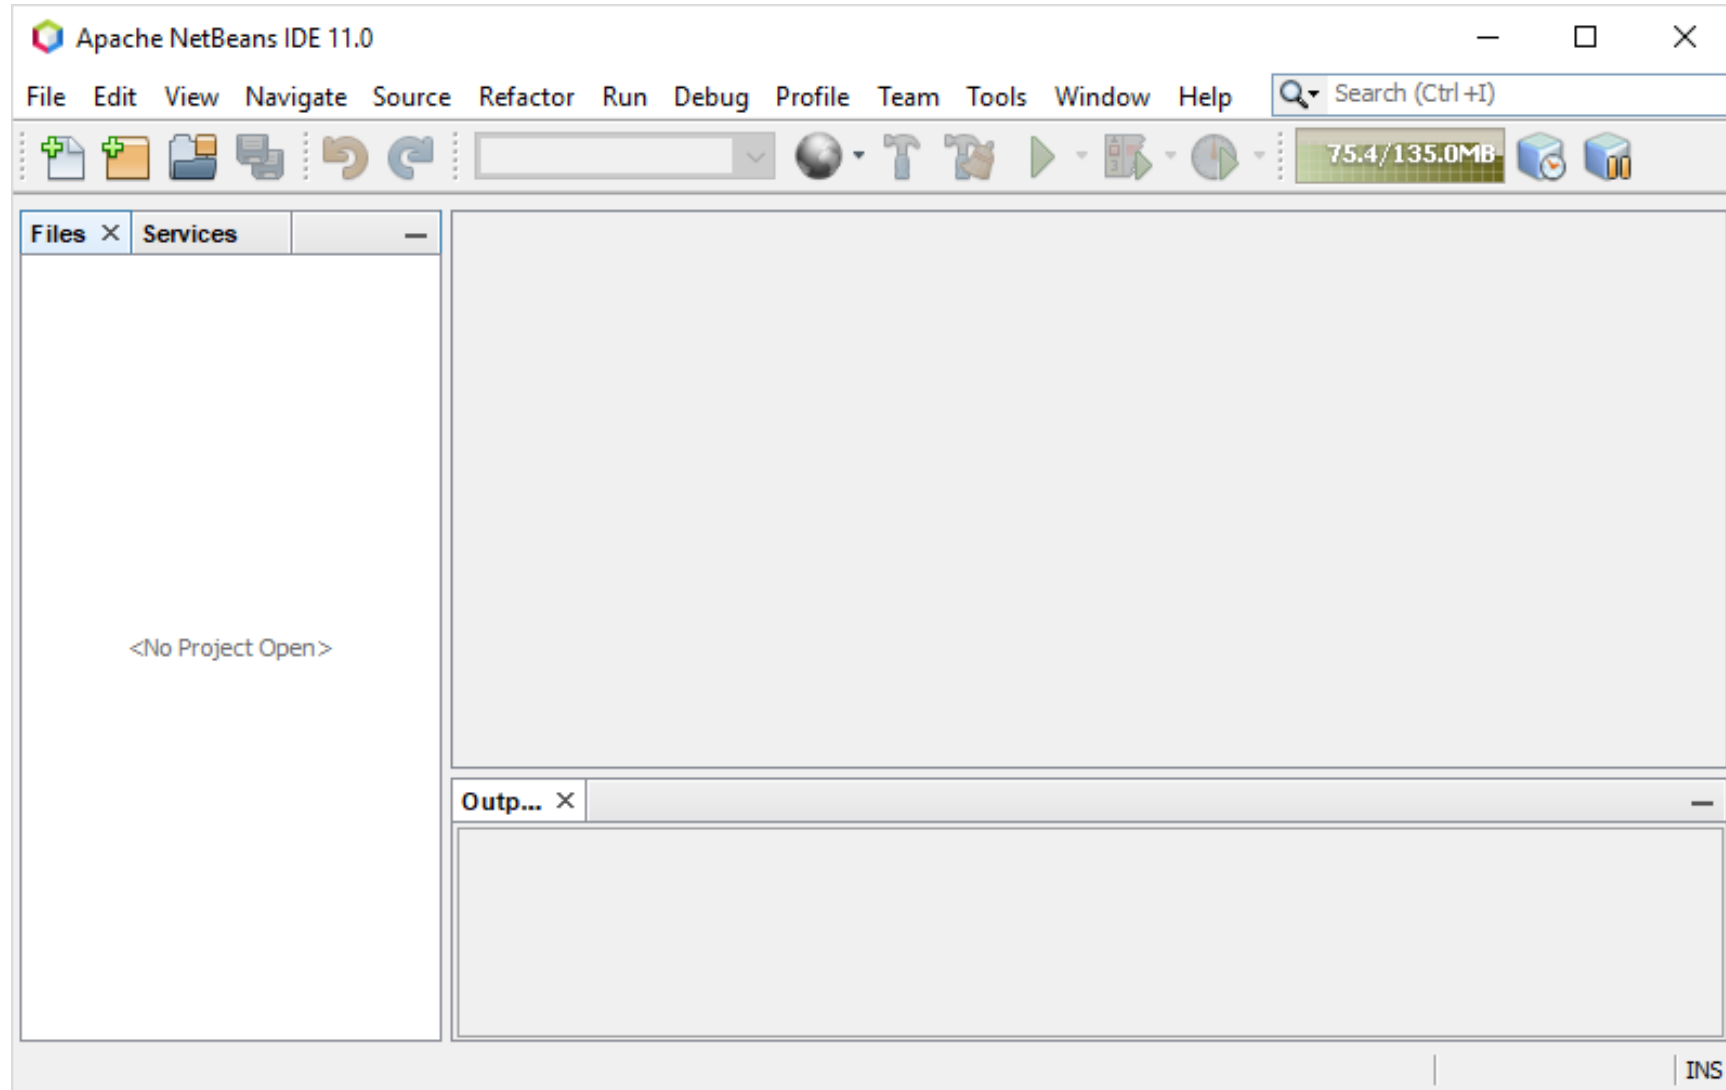 Apache NetBeans IDE 11.0
File Edit View Navigate Source Refactor Run Debug Profile Team Tools Window Help Search (Ctrl+I)
75.4/135.0MB
Files Services
<No Project Open>
Outp...
INS